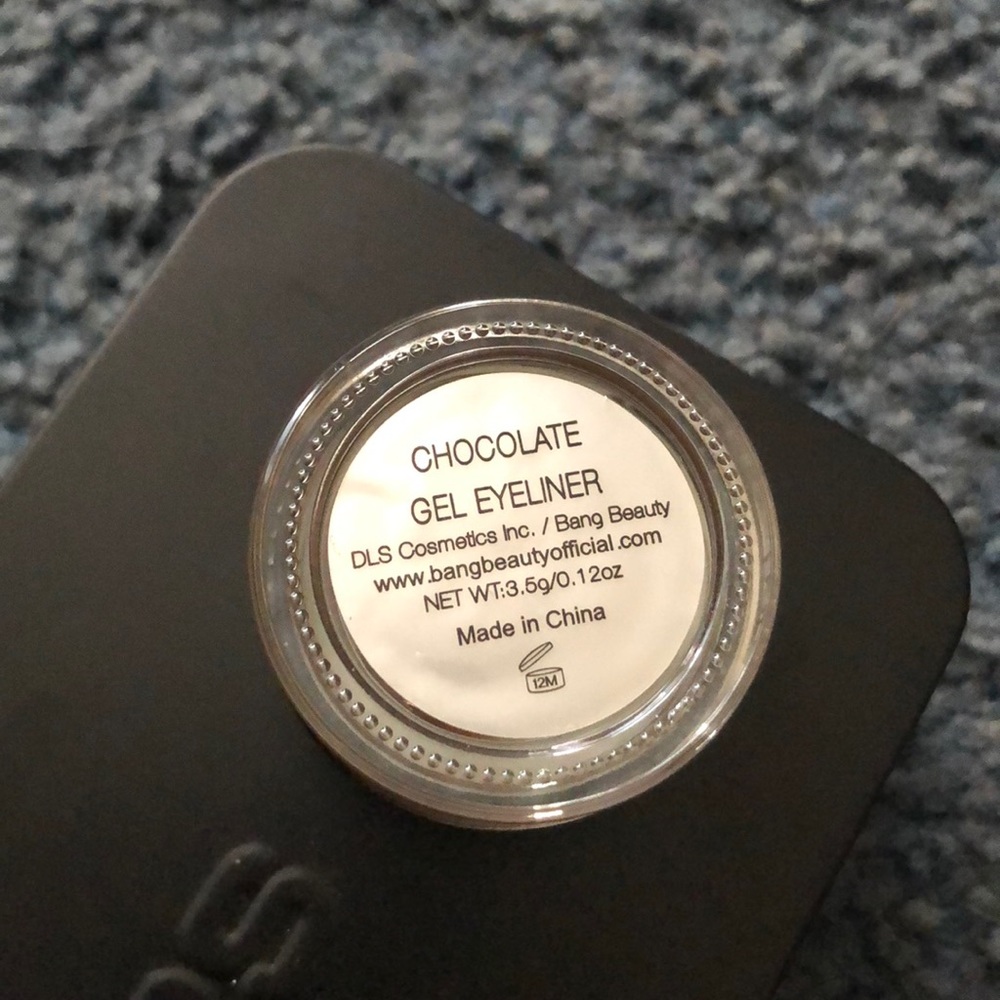 CHOCOLATE
GEL EYELINER
DLS Cosmetics Inc. / Bang Beauty
www.bangbeautyofficial.com
NET WT:3.5g/0.12oz
Made in China
12M